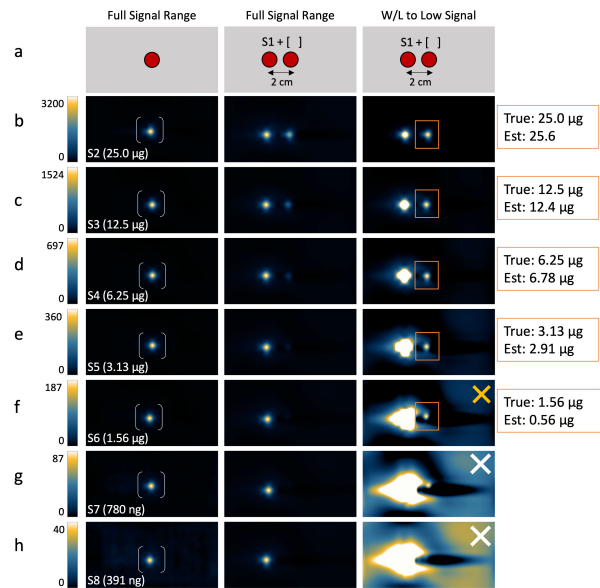 Full Signal Range
Full Signal Range
W/L to Low Signal
a
S1 + [ ]
2 cm
S1 + [ ]
2 cm
b
3200
0
S2 (25.0 µg)
True: 25.0 µg
Est: 25.6
c
1524
0
S3 (12.5 µg)
True: 12.5 µg
Est: 12.4 µg
d
697
0
S4 (6.25 µg)
True: 6.25 µg
Est: 6.78 µg
e
360
0
S5 (3.13 µg)
True: 3.13 µg
Est: 2.91 µg
f
187
0
S6 (1.56 µg)
True: 1.56 µg
Est: 0.56 µg
g
87
0
S7 (780 ng)
h
40
0
S8 (391 ng)